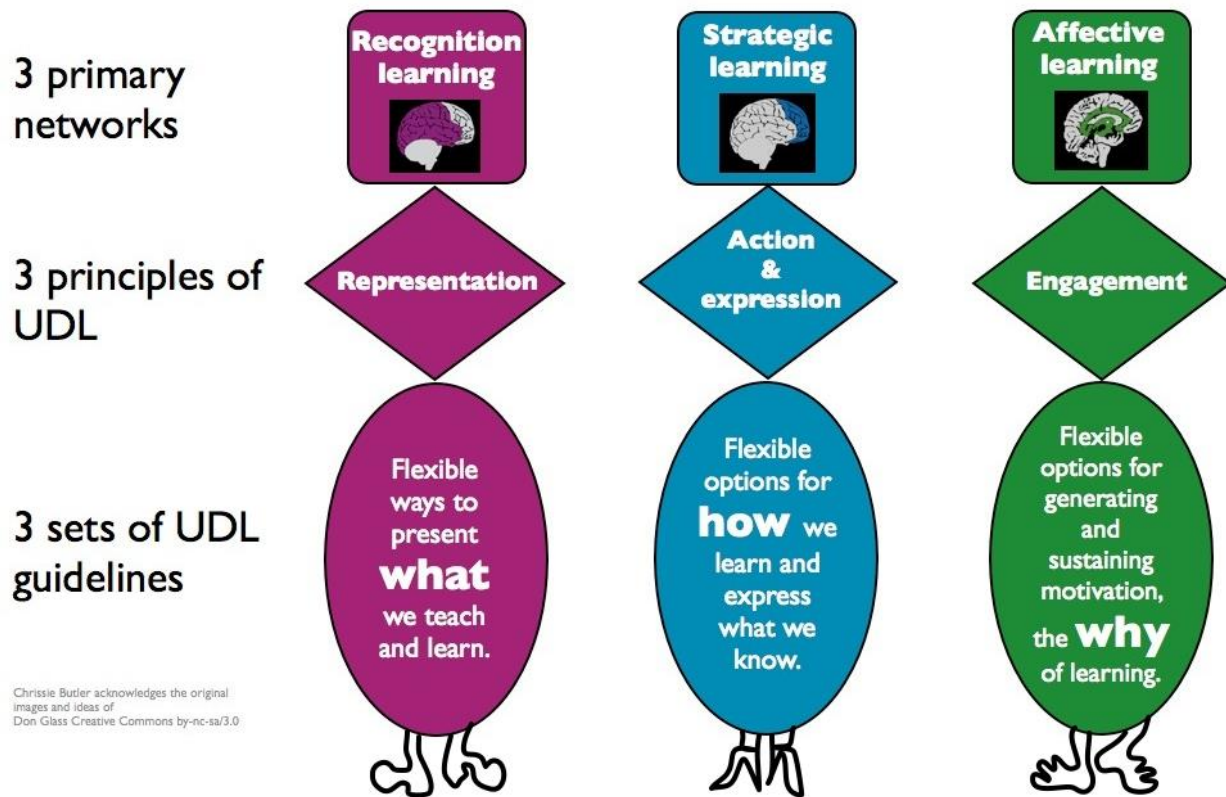 3 primary
networks
Recognition
learning
Strategic
learning
Affective
learning
3 principles of
UDL
Representation
Action
&
expression
Engagement
3 sets of UDL
guidelines
Flexible
ways to
present
what
we teach
and learn.
Flexible
options for
how we
learn and
express
what we
know.
Flexible
options for
generating
and
sustaining
motivation,
the why
of learning.
Chrissie Butler acknowledges the original
images and ideas of
Don Glass Creative Commons by-nc-sa/3.0